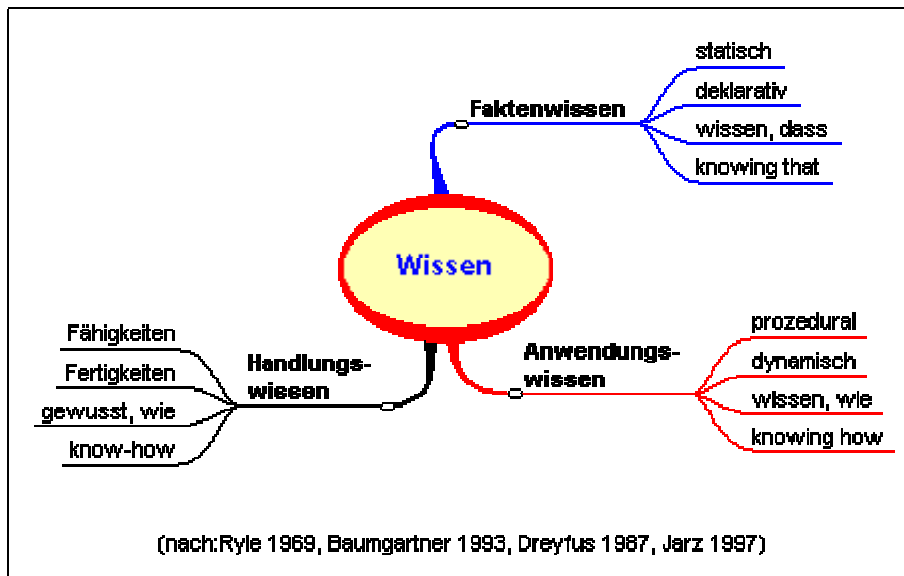 statisch
deklarativ
Faktenwissen
wissen, dass
knowing that
Wissen
Fähigkeiten
Fertigkeiten
gewusst, wie
know-how
Handlungs-
wissen
Anwendungs-
wissen
prozedural
dynamisch
wissen, wie
knowing how
(nach:Ryle 1969, Baumgartner 1993, Dreyfus 1987, Jarz 1997)